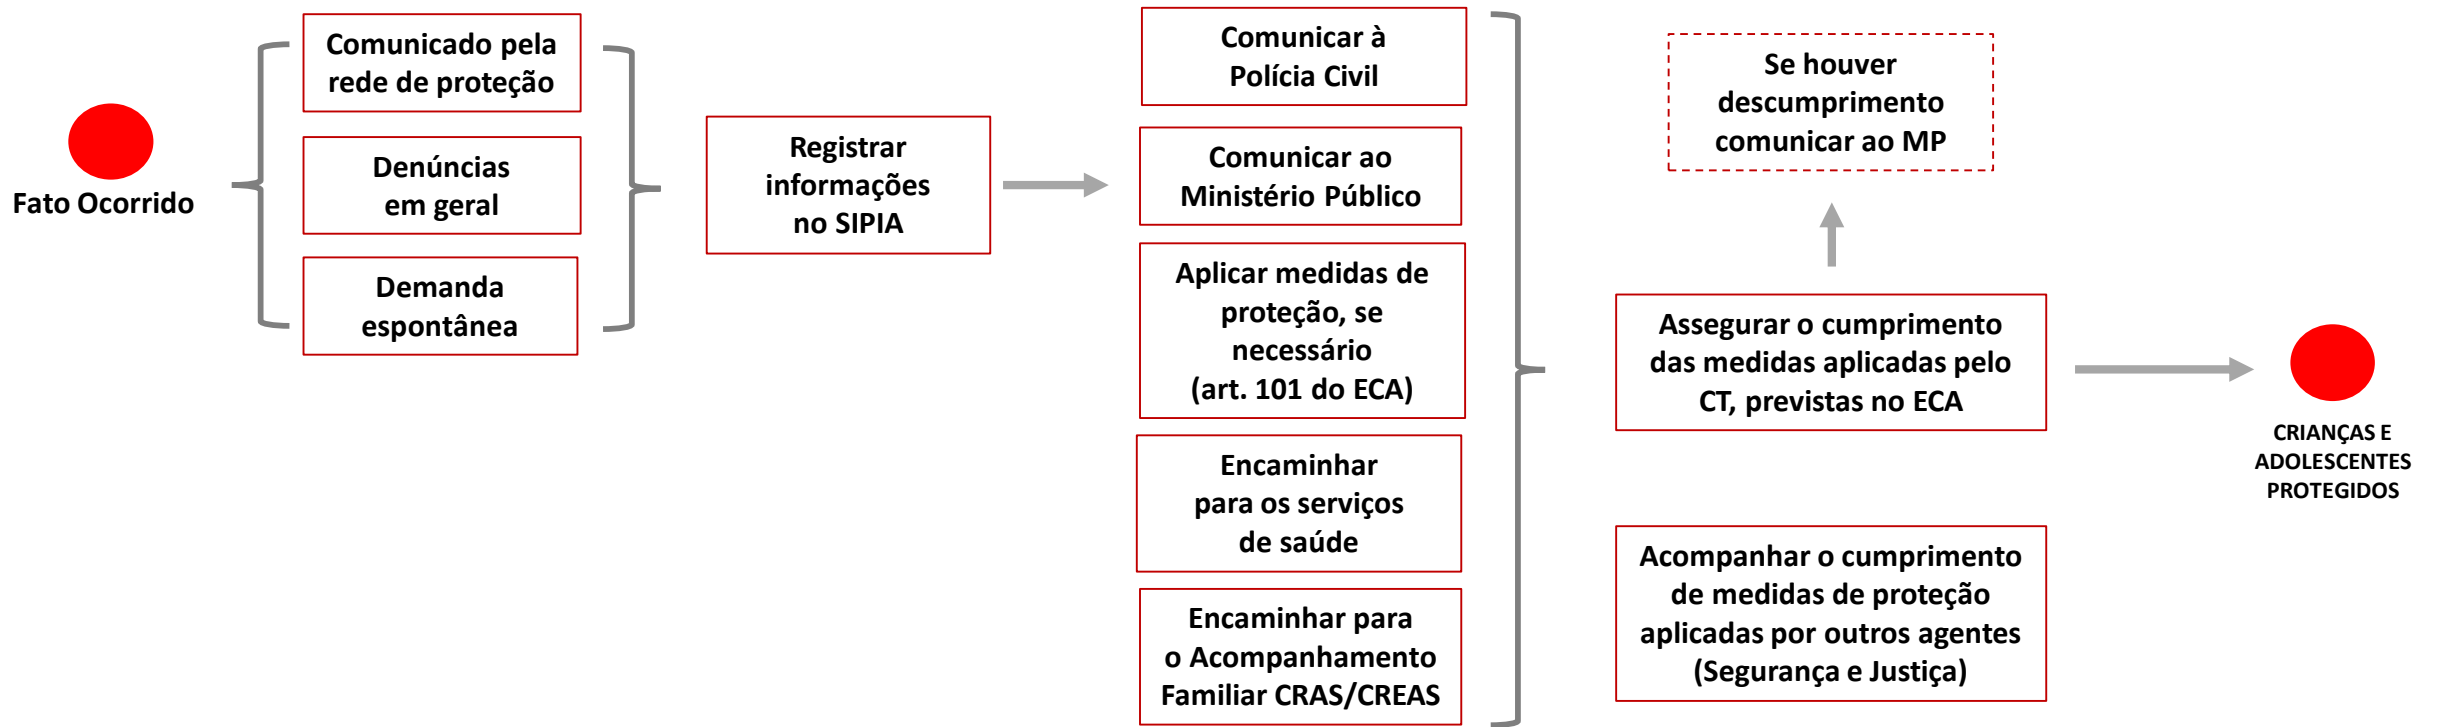 Fato Ocorrido
Comunicado pela
rede de proteção
Denúncias
em geral
Demanda
espontânea
Registrar
informações
no SIPIA
Comunicar à
Polícia Civil
Comunicar ao
Ministério Público
Aplicar medidas de
proteção, se
necessário
(art. 101 do ECA)
Encaminhar
para os serviços
de saúde
Encaminhar para
o Acompanhamento
Familiar CRAS/CREAS
Se houver
descumprimento
comunicar ao MP
Assegurar o cumprimento
das medidas aplicadas pelo
CT, previstas no ECA
Acompanhar o cumprimento
de medidas de proteção
aplicadas por outros agentes
(Segurança e Justiça)
CRIANÇAS E
ADOLESCENTES
PROTEGIDOS